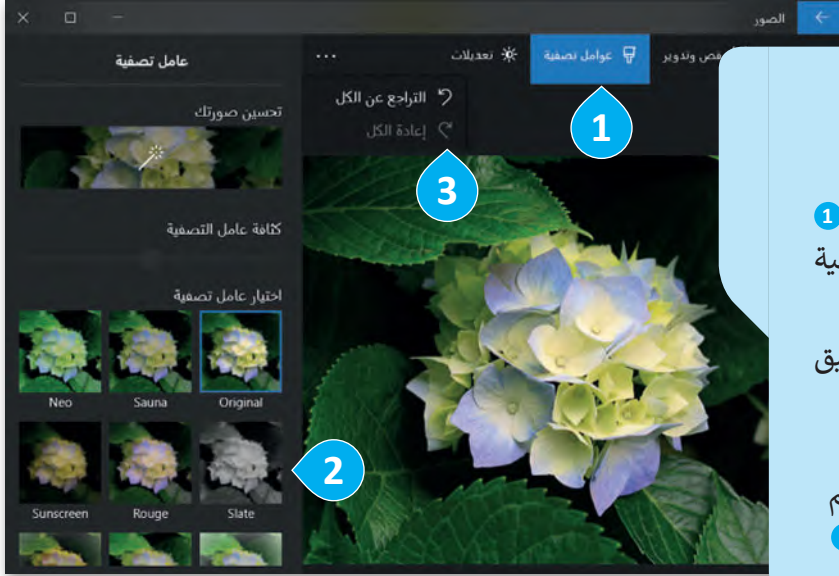 الصور
قص وتدوير
عوامل تصفية
تعديلات
...
1
التراجع عن الكل
إعادة الكل
3
عامل تصفية
تحسين صورتك
كثافة عامل التصفية
اختيار عامل تصفية
Original
Sauna
Neo
Slate
Rouge
Sunscreen
2
1